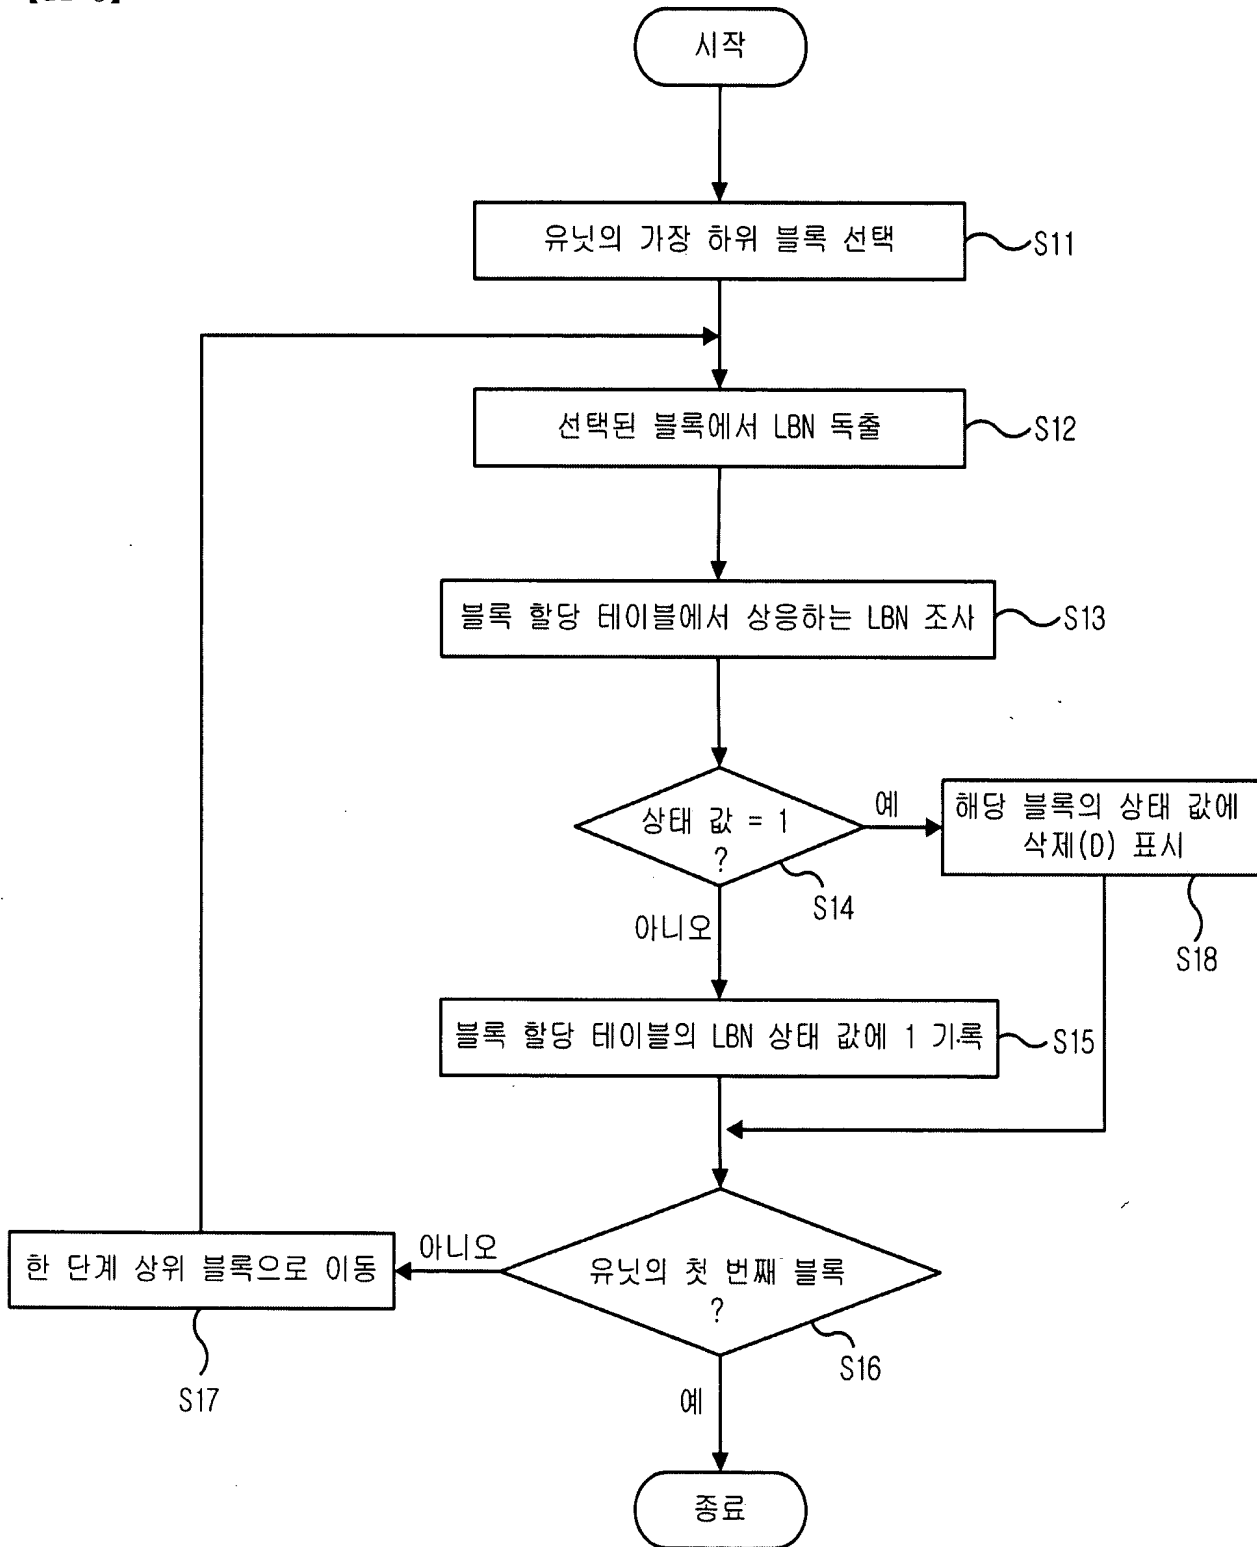 시작
유닛의 가장 하위 블록 선택
S11
선택된 블록에서 LBN 독출
S12
블록 할당 테이블에서 상응하는 LBN 조사
S13
상태 값 = 1
?
S14
예
해당 블록의 상태 값에
삭제(D) 표시
S18
아니오
블록 할당 테이블의 LBN 상태 값에 1 기록
S15
유닛의 첫 번째 블록
?
S16
아니오
한 단계 상위 블록으로 이동
S17
예
종료